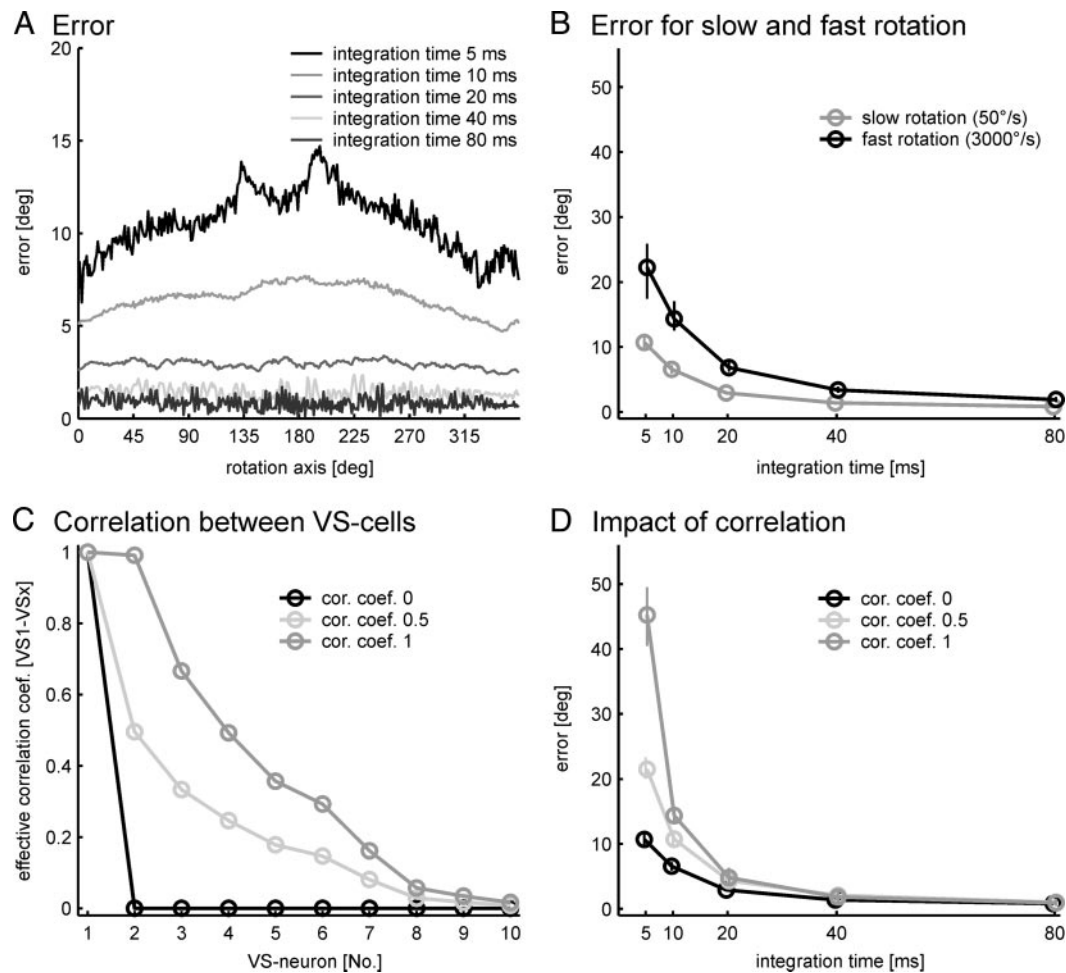 A Error
20
15
10
5
0
error [deg]
integration time 5 ms
integration time 10 ms
integration time 20 ms
integration time 40 ms
integration time 80 ms
0 45 90 135 180 225 270 315
rotation axis [deg]
B Error for slow and fast rotation
50
40
30
20
10
0
error [deg]
slow rotation (50°/s)
fast rotation (3000°/s)
5 10 20 40 80
integration time [ms]
C Correlation between VS-cells
1
0.8
0.6
0.4
0.2
0
effective correlation coef. [VS1-VSx]
cor. coef. 0
cor. coef. 0.5
cor. coef. 1
1 2 3 4 5 6 7 8 9 10
VS-neuron [No.]
D Impact of correlation
50
40
30
20
10
0
error [deg]
cor. coef. 0
cor. coef. 0.5
cor. coef. 1
5 10 20 40 80
integration time [ms]